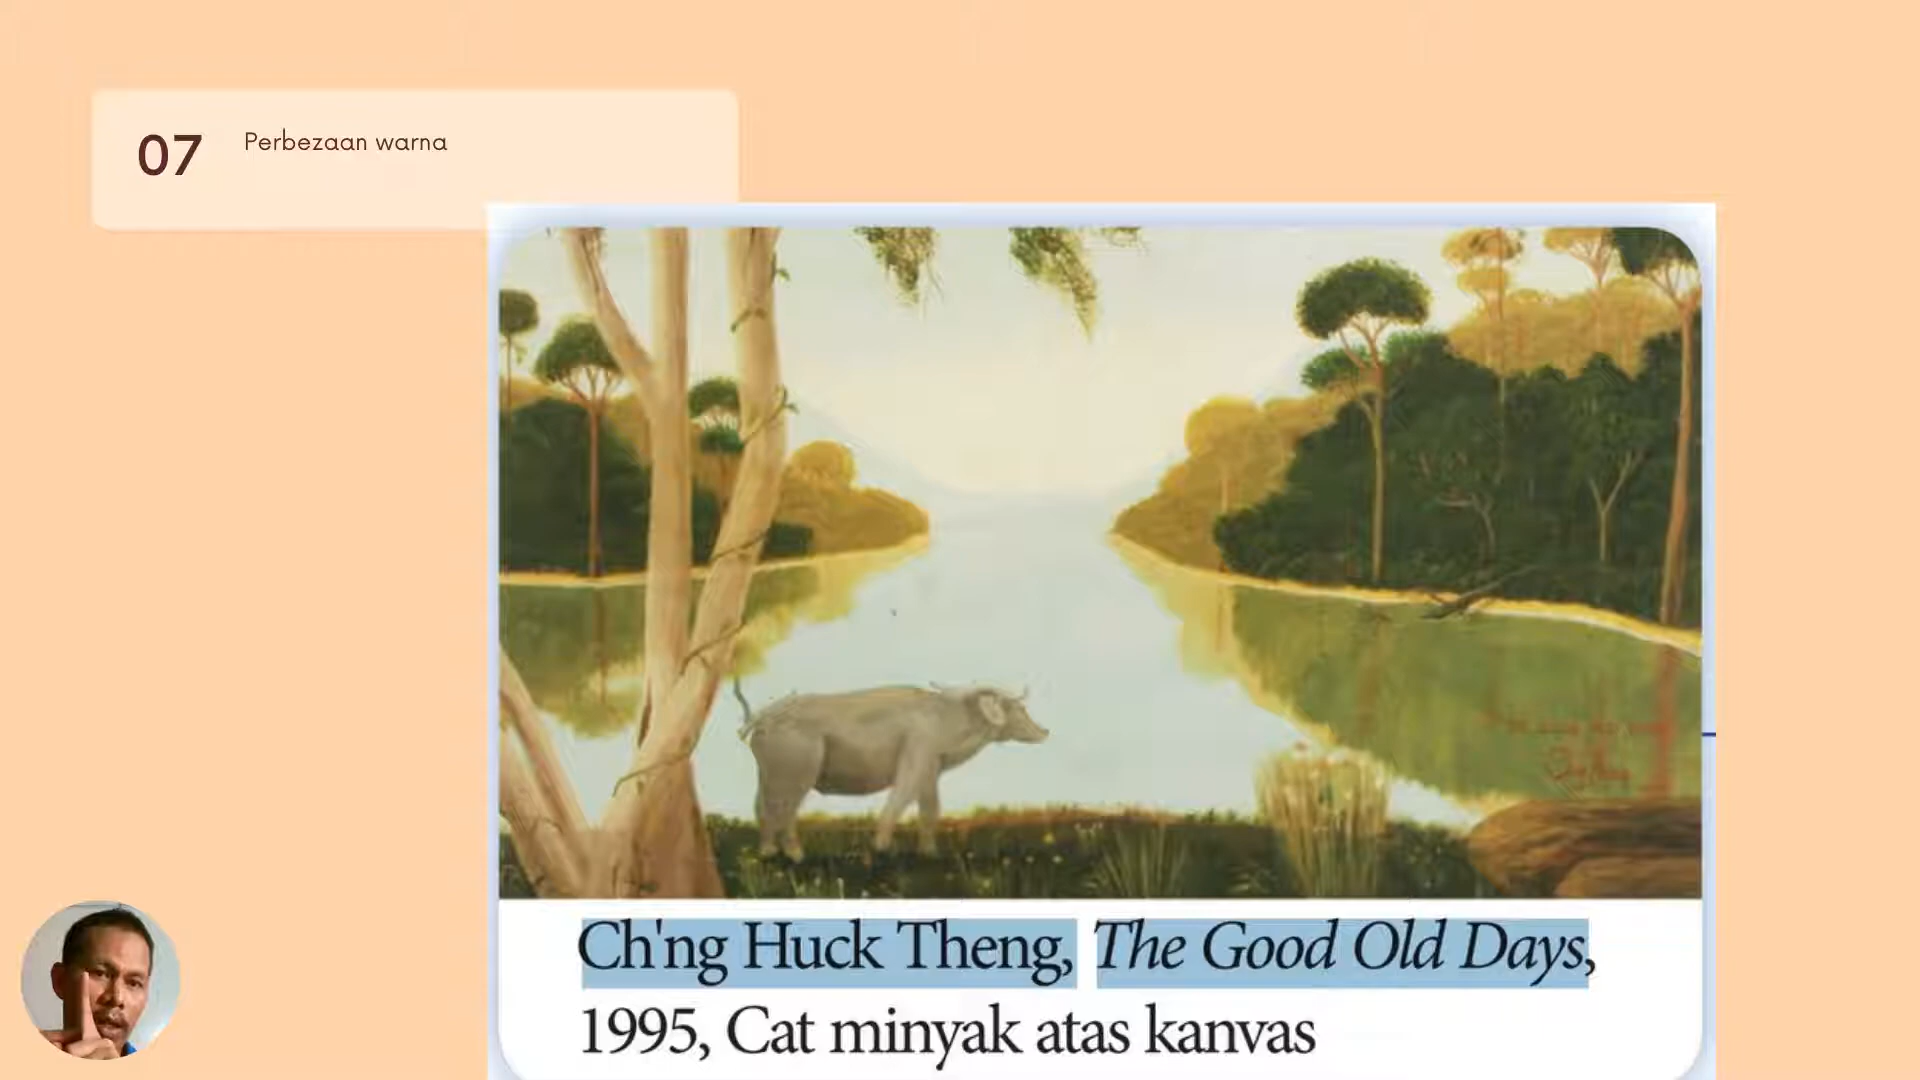 07
Perbezaan warna
Ch'ng Huck Theng, The Good Old Days,
1995, Cat minyak atas kanvas